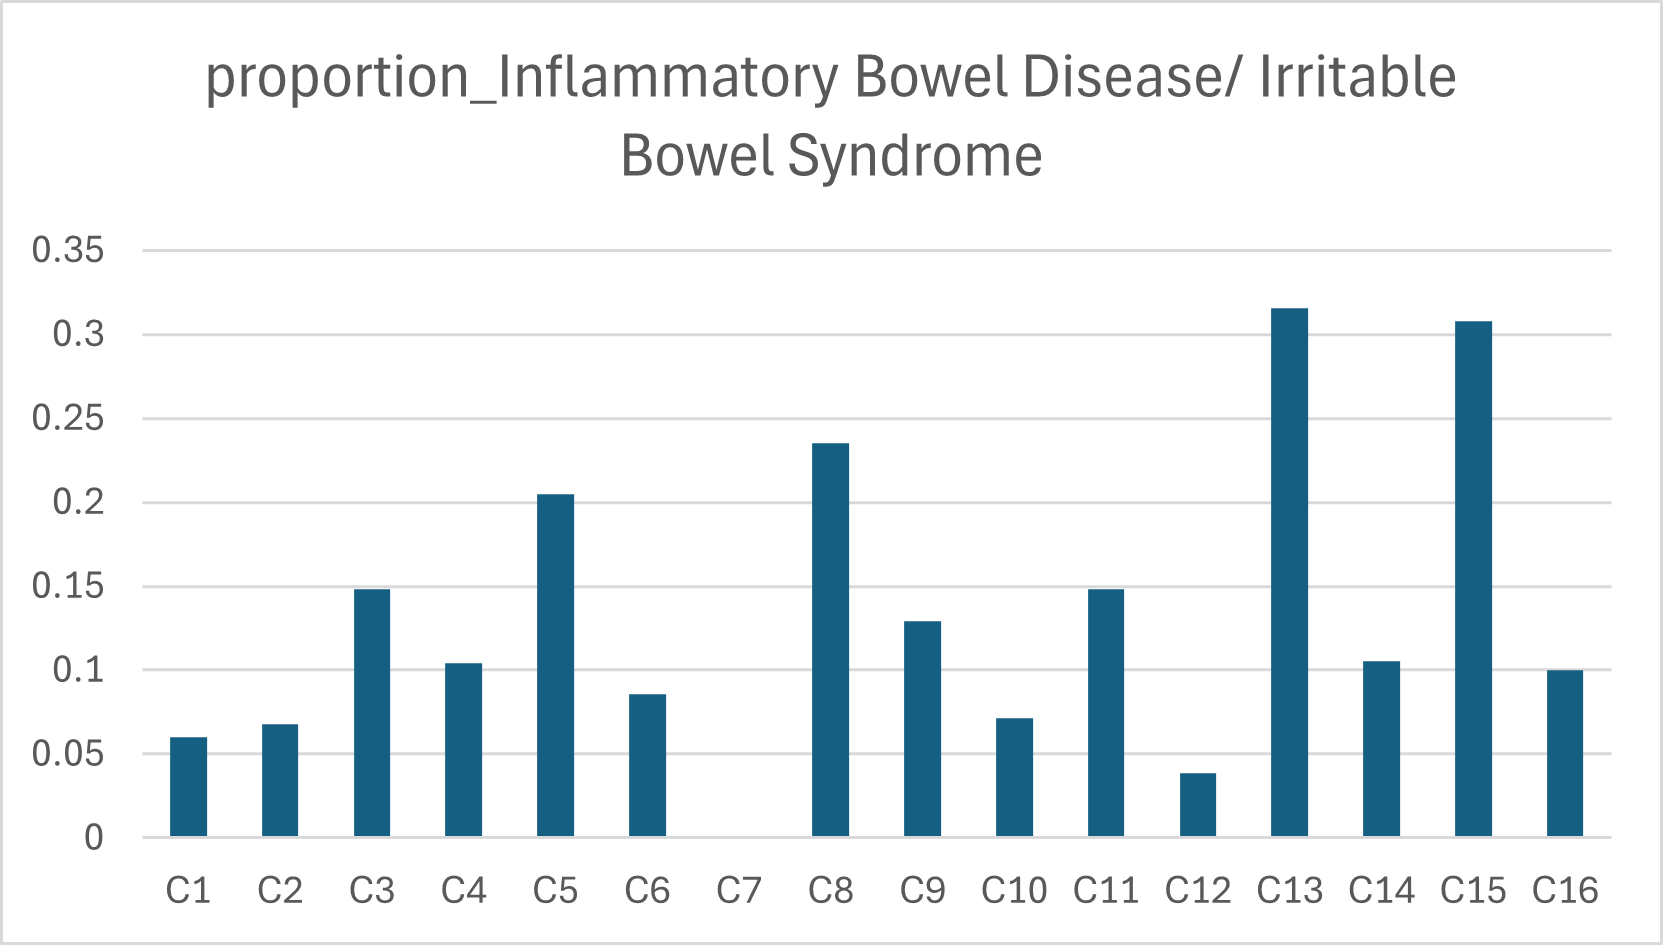 proportion_Inflammatory Bowel Disease/ Irritable
Bowel Syndrome
0.35
0.3
0.25
0.2
0.15
0.1
0.05
0
C1 C2 C3 C4 C5 C6 C7 C8 C9 C10 C11 C12 C13 C14 C15 C16